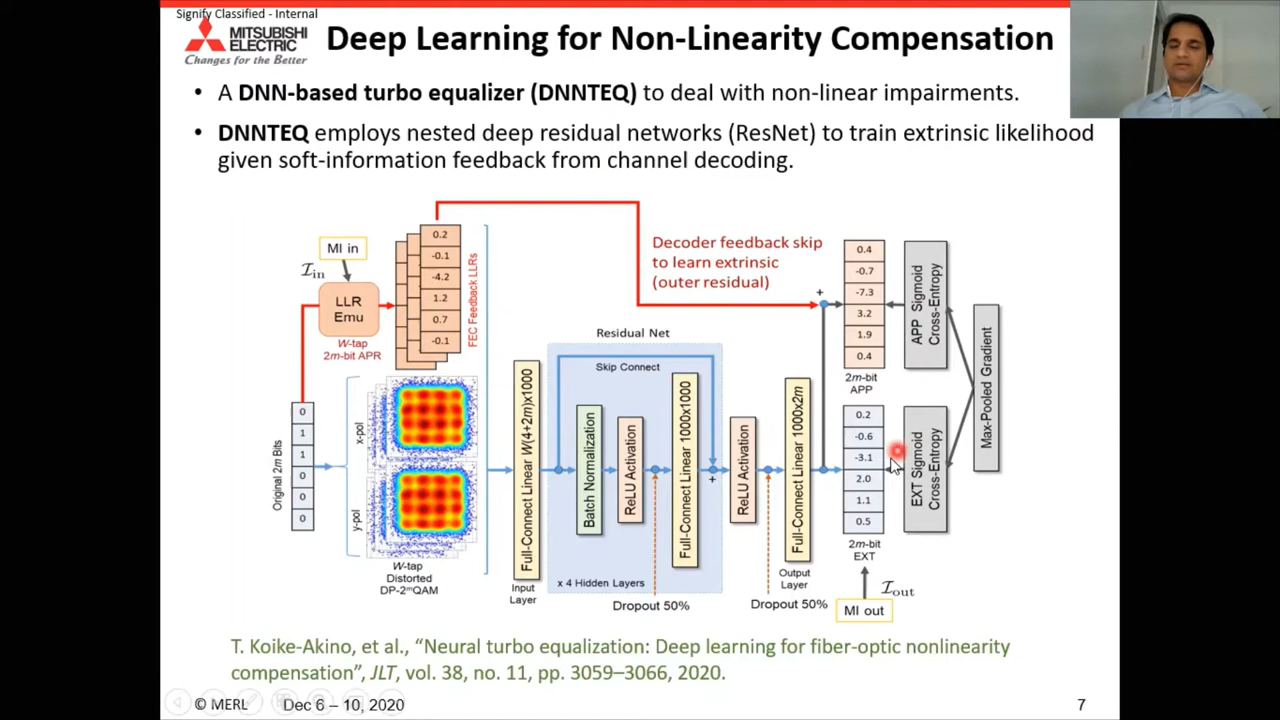 Signify Classified - Internal
MITSUBISHI
ELECTRIC
Changes for the Better
Deep Learning for Non-Linearity Compensation
• A DNN-based turbo equalizer (DNNTEQ) to deal with non-linear impairments.
• DNNTEQ employs nested deep residual networks (ResNet) to train extrinsic likelihood
given soft-information feedback from channel decoding.
MI in
ℐin
LLR
Emu
W-tap
2m-bit APR
0.2
-0.1
-4.2
1.2
0.7
-0.1
FEC Feedback LLRs
Original 2m Bits
0
1
1
0
0
0
x-pol
y-pol
W-tap
Distorted
DP-2ᵐQAM
Full-Connect Linear W(4+2m)x1000
Input
Layer
Residual Net
Skip Connect
Batch Normalization
ReLU Activation
Full-Connect Linear 1000x1000
+
x 4 Hidden Layers
Dropout 50%
ReLU Activation
Dropout 50%
Full-Connect Linear 1000x2m
Output
Layer
Decoder feedback skip
to learn extrinsic
(outer residual)
+
0.4
-0.7
-7.3
3.2
1.9
0.4
2m-bit
APP
APP Sigmoid
Cross-Entropy
0.2
-0.6
-3.1
2.0
1.1
0.5
2m-bit
EXT
EXT Sigmoid
Cross-Entropy
Max-Pooled Gradient
ℐout
MI out
T. Koike-Akino, et al., “Neural turbo equalization: Deep learning for fiber-optic nonlinearity
compensation”, JLT, vol. 38, no. 11, pp. 3059–3066, 2020.
© MERL
Dec 6 – 10, 2020
7